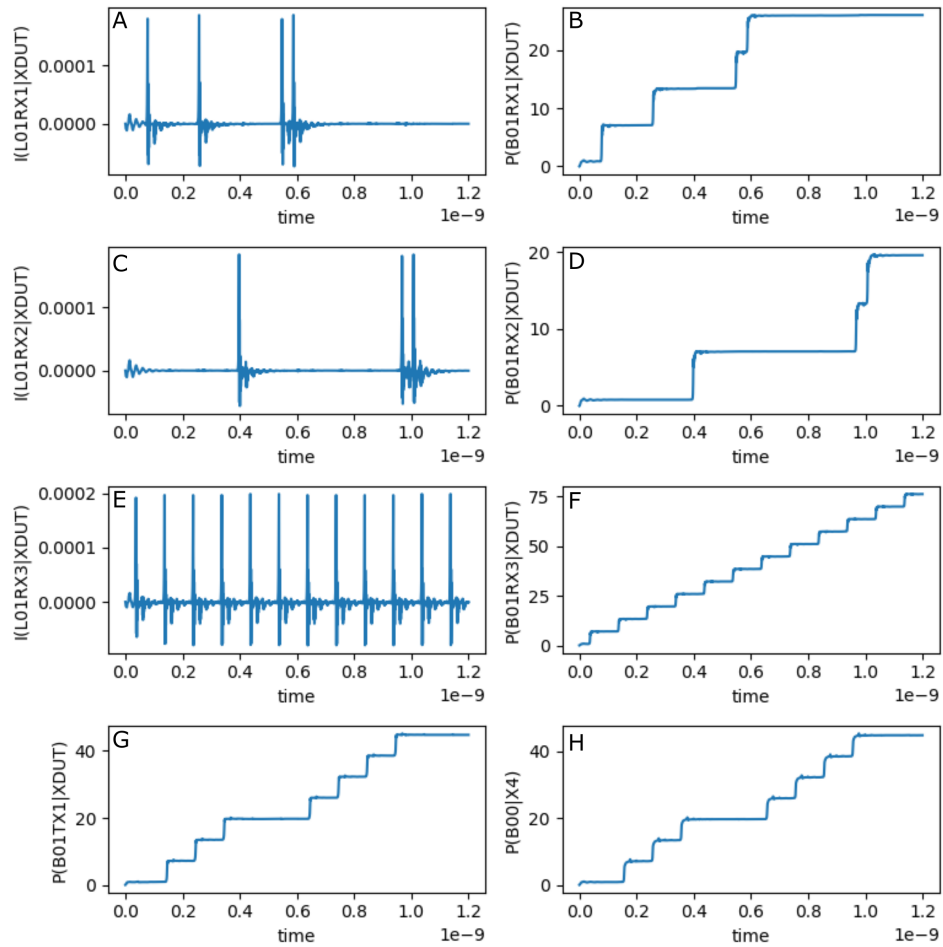 A
I(L01RX1|XDUT)
0.0001
0.0000
0.0 0.2 0.4 0.6 0.8 1.0 1.2
time
1e−9
B
P(B01RX1|XDUT)
20
10
0
0.0 0.2 0.4 0.6 0.8 1.0 1.2
time
1e−9
C
I(L01RX2|XDUT)
0.0001
0.0000
0.0 0.2 0.4 0.6 0.8 1.0 1.2
time
1e−9
D
P(B01RX2|XDUT)
20
10
0
0.0 0.2 0.4 0.6 0.8 1.0 1.2
time
1e−9
E
I(L01RX3|XDUT)
0.0002
0.0001
0.0000
0.0 0.2 0.4 0.6 0.8 1.0 1.2
time
1e−9
F
P(B01RX3|XDUT)
75
50
25
0
0.0 0.2 0.4 0.6 0.8 1.0 1.2
time
1e−9
G
P(B01TX1|XDUT)
40
20
0
0.0 0.2 0.4 0.6 0.8 1.0 1.2
time
1e−9
H
P(B00|X4)
40
20
0
0.0 0.2 0.4 0.6 0.8 1.0 1.2
time
1e−9